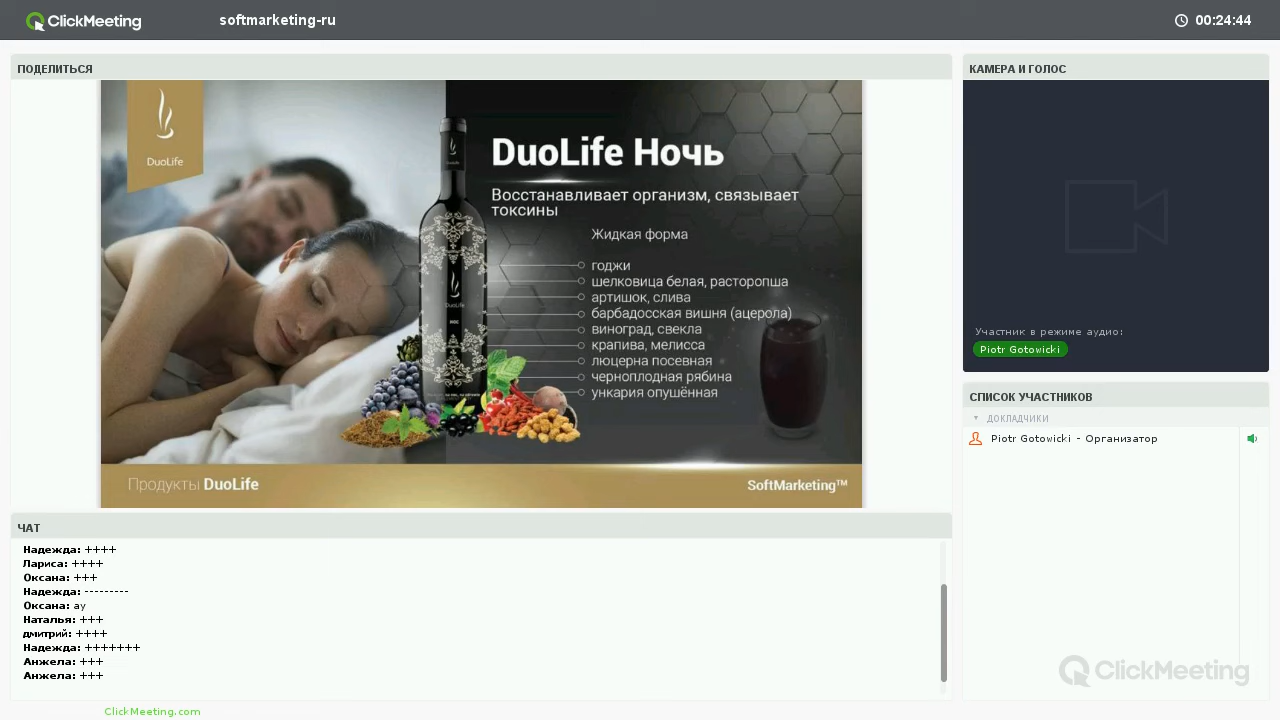 ClickMeeting
softmarketing-ru
00:24:44
ПОДЕЛИТЬСЯ
DuoLife
DuoLife Ночь
Восстанавливает организм, связывает
токсины
Жидкая форма
годжи
шелковица белая, расторопша
артишок, слива
барбадосская вишня (ацерола)
виноград, свекла
крапива, мелисса
люцерна посевная
черноплодная рябина
ункария опушённая
DuoLife
Продукты DuoLife
SoftMarketing™
ЧАТ
Надежда: ++++
Лариса: ++++
Оксана: +++
Надежда: ---------
Оксана: ау
Наталья: +++
дмитрий: ++++
Надежда: +++++++
Анжела: +++
Анжела: +++
ClickMeeting.com
КАМЕРА И ГОЛОС
Участник в режиме аудио:
Piotr Gotowicki
СПИСОК УЧАСТНИКОВ
ДОКЛАДЧИКИ
Piotr Gotowicki - Организатор
ClickMeeting